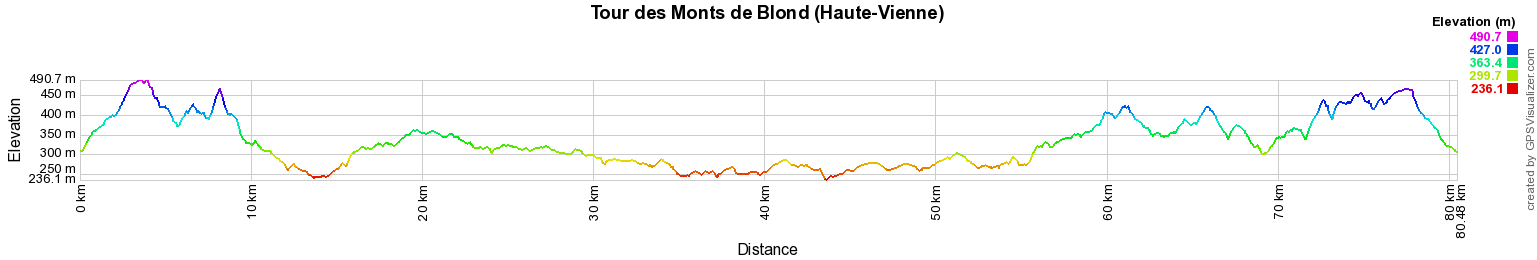 Tour des Monts de Blond (Haute-Vienne)
Elevation (m)
490.7
427.0
363.4
299.7
236.1
Elevation
490.7 m
450 m
400 m
350 m
300 m
250 m
236.1 m
0 km
10 km
20 km
30 km
40 km
50 km
60 km
70 km
80 km
80.48 km
Distance
created by GPSVisualizer.com